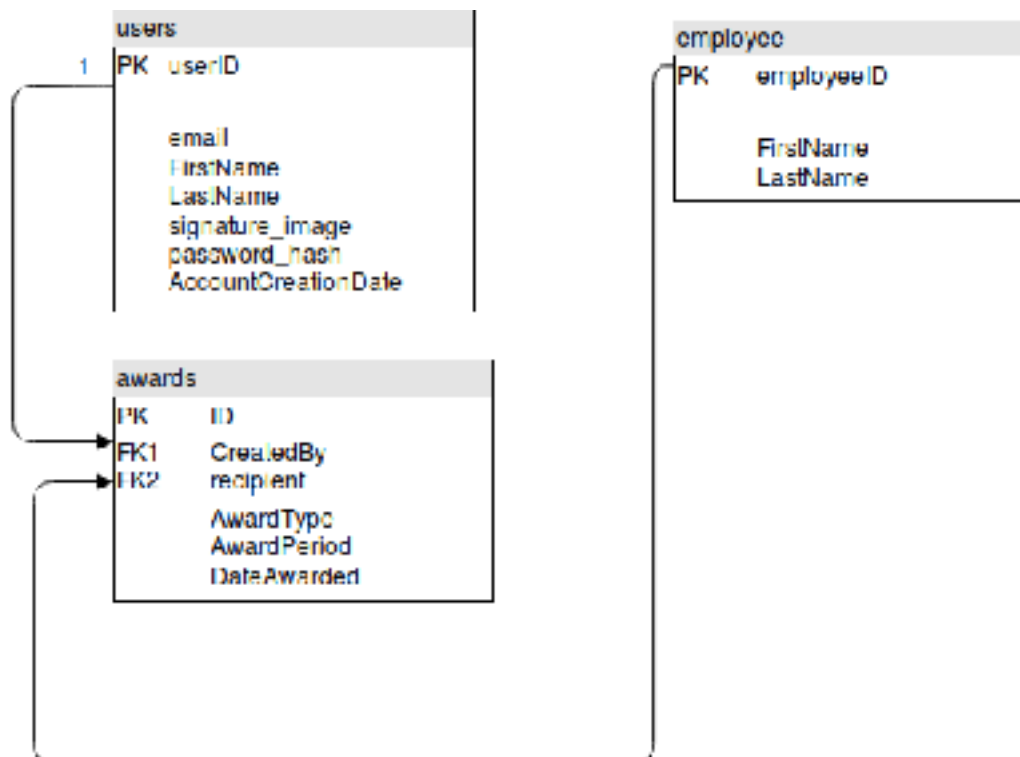 users
1 PK userID
email
FirstName
LastName
signature_image
password_hash
AccountCreationDate
employee
PK employeeID
FirstName
LastName
awards
PK ID
FK1 CreatedBy
FK2 recipient
AwardType
AwardPeriod
DateAwarded